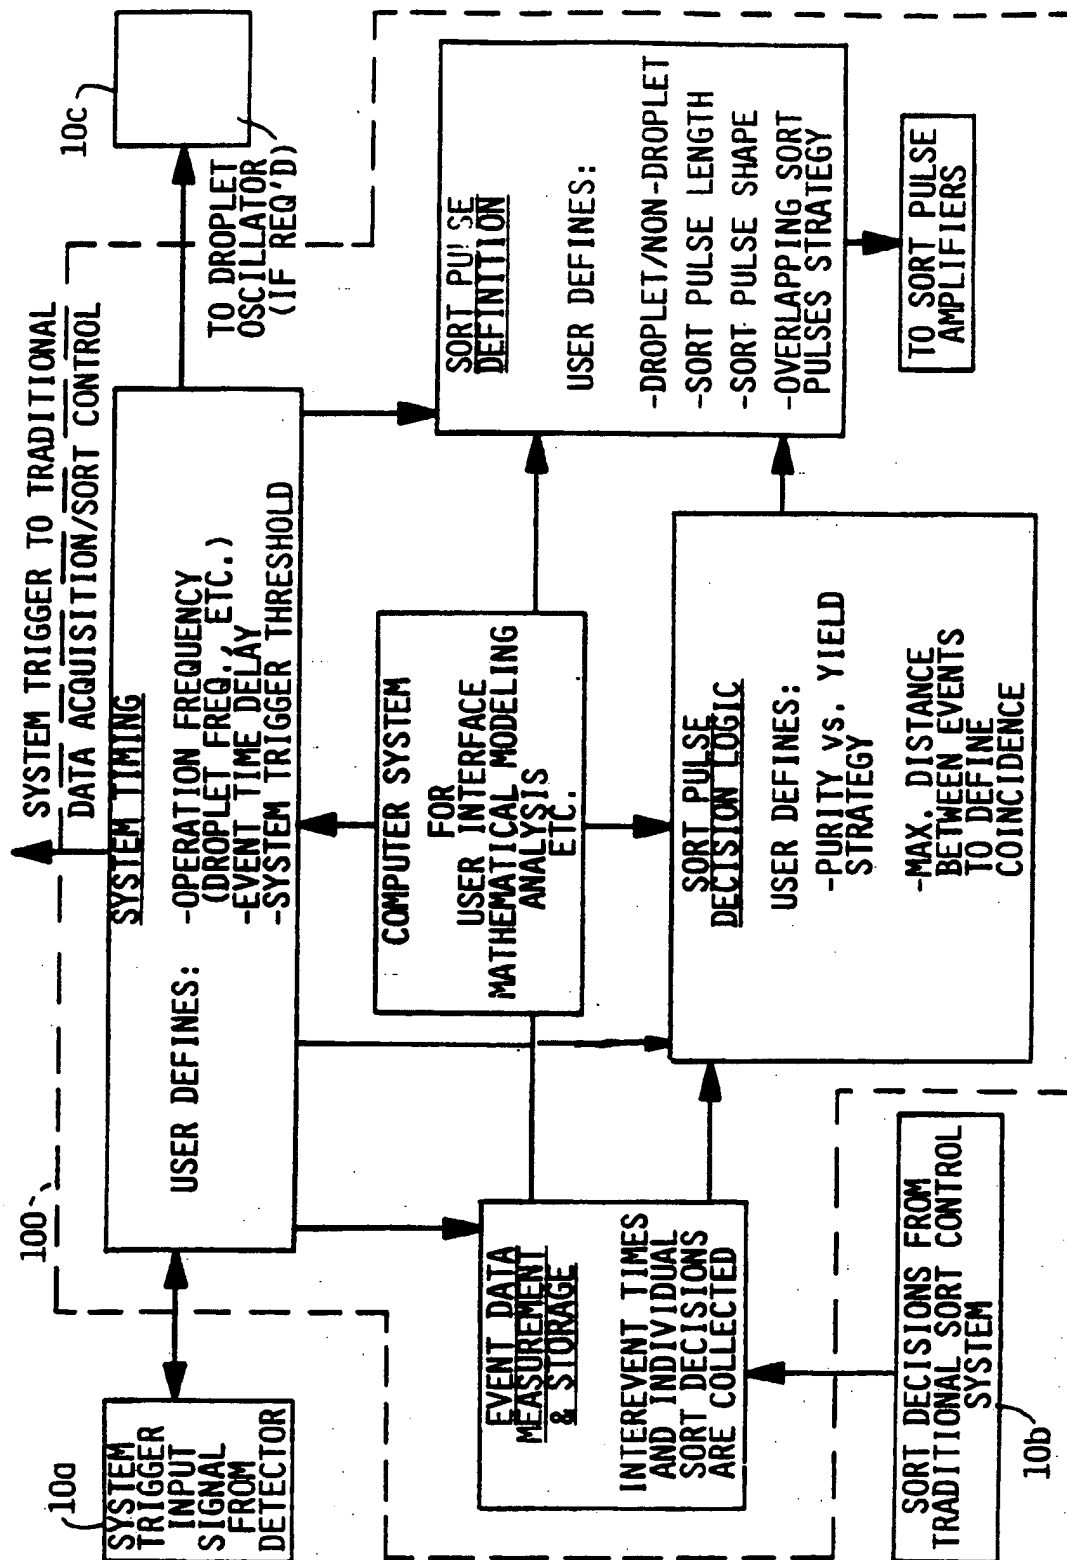 SYSTEM TRIGGER TO TRADITIONAL
DATA ACQUISITION/SORT CONTROL
100
10a
SYSTEM
TRIGGER
INPUT
SIGNAL
FROM
DETECTOR
SYSTEM TIMING
USER DEFINES:
-OPERATION FREQUENCY
(DROPLET FREQ., ETC.)
-EVENT TIME DELAY
-SYSTEM TRIGGER THRESHOLD
10c
TO DROPLET
OSCILLATOR
(IF REQ'D)
COMPUTER SYSTEM
FOR
USER INTERFACE
MATHEMATICAL MODELING
ANALYSIS
ETC.
EVENT DATA
MEASUREMENT
& STORAGE
INTEREVENT TIMES
AND INDIVIDUAL
SORT DECISIONS
ARE COLLECTED
SORT PULSE
DECISION LOGIC
USER DEFINES:
-PURITY vs. YIELD
STRATEGY
-MAX. DISTANCE
BETWEEN EVENTS
TO DEFINE
COINCIDENCE
SORT PULSE
DEFINITION
USER DEFINES:
-DROPLET/NON-DROPLET
-SORT PULSE LENGTH
-SORT PULSE SHAPE
-OVERLAPPING SORT
PULSES STRATEGY
SORT DECISIONS FROM
TRADITIONAL SORT CONTROL
SYSTEM
10b
TO SORT PULSE
AMPLIFIERS